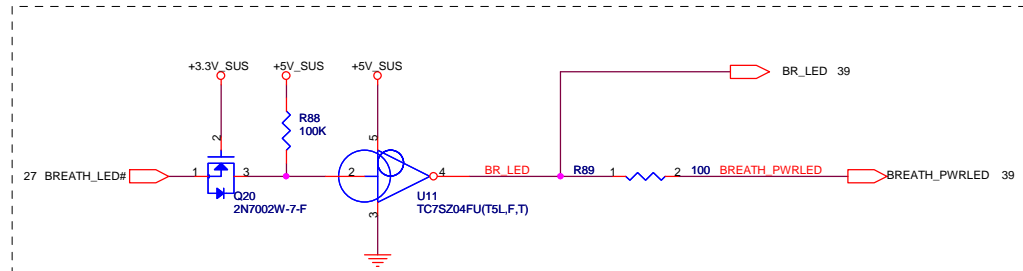 +3.3V_SUS +5V_SUS +5V_SUS
BR_LED 39
R88
100K
2
5
27 BREATH_LED# 1 3 2 4 BR_LED R89 1 2 100 BREATH_PWRLED BREATH_PWRLED 39
Q20
2N7002W-7-F
U11
TC7SZ04FU(T5L,F,T)
3